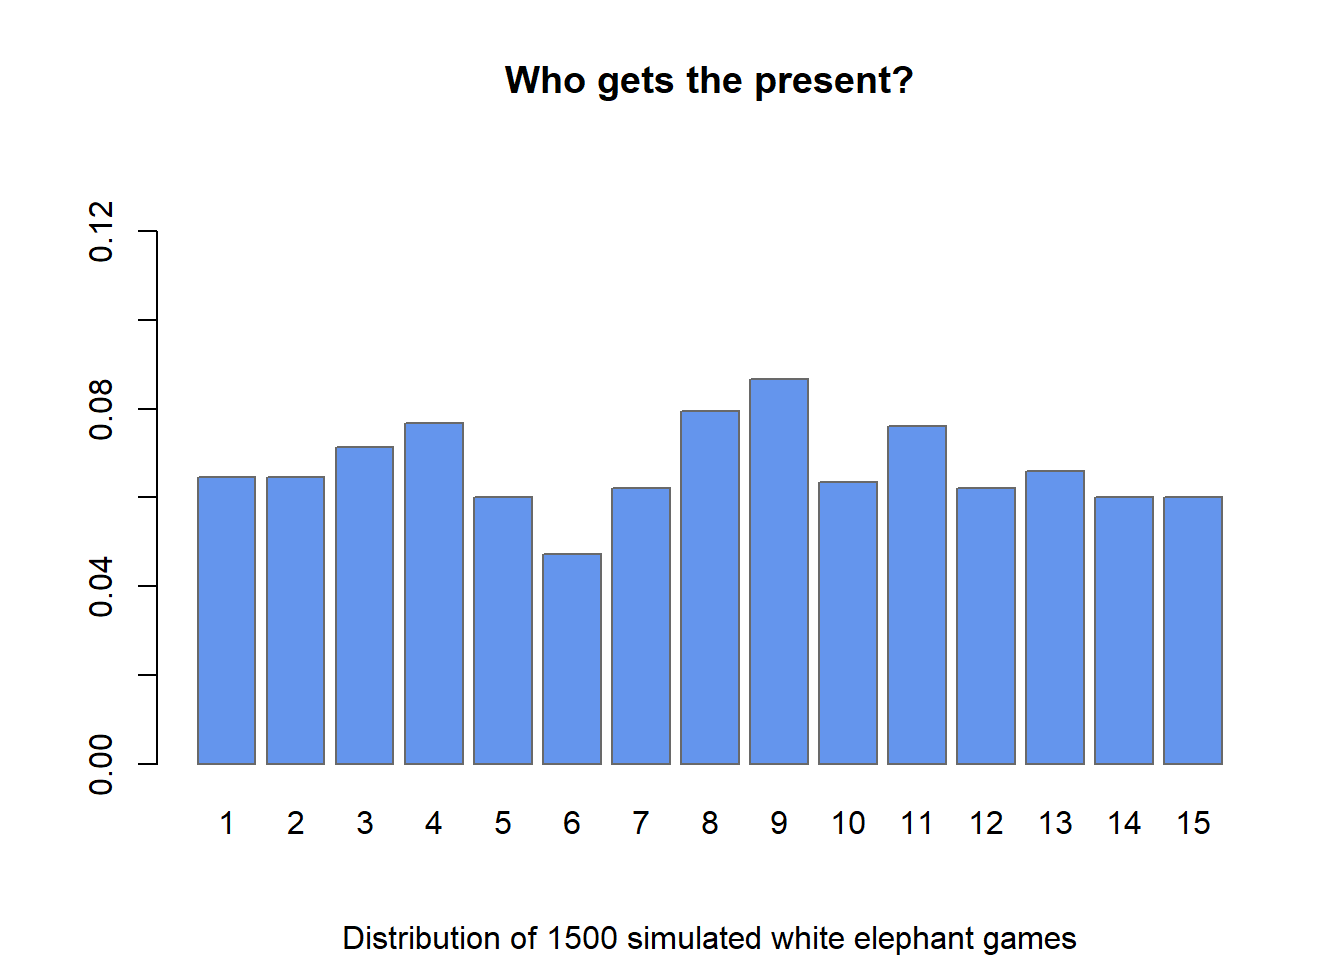 Who gets the present?
0.12
0.08
0.04
0.00
1 2 3 4 5 6 7 8 9 10 11 12 13 14 15
Distribution of 1500 simulated white elephant games